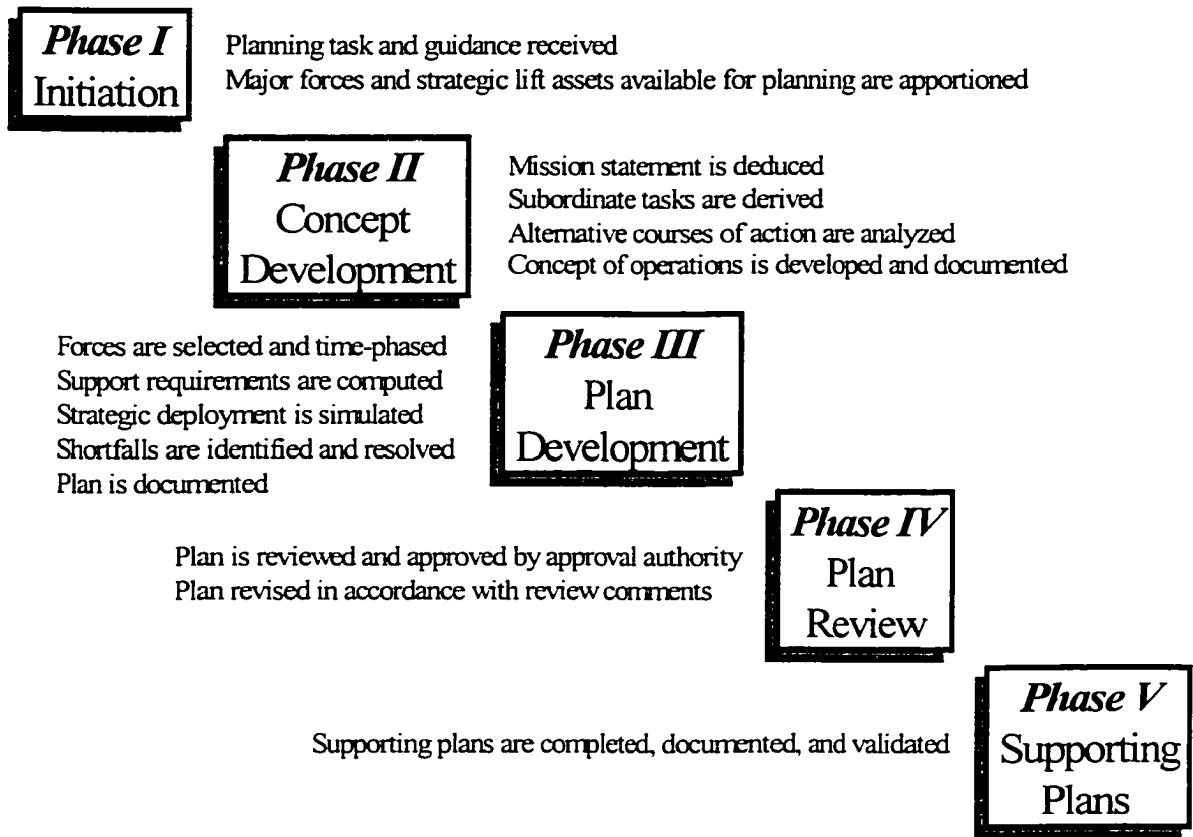 Phase I
Initiation
Planning task and guidance received
Major forces and strategic lift assets available for planning are apportioned
Phase II
Concept
Development
Mission statement is deduced
Subordinate tasks are derived
Alternative courses of action are analyzed
Concept of operations is developed and documented
Forces are selected and time-phased
Support requirements are computed
Strategic deployment is simulated
Shortfalls are identified and resolved
Plan is documented
Phase III
Plan
Development
Plan is reviewed and approved by approval authority
Plan revised in accordance with review comments
Phase IV
Plan
Review
Supporting plans are completed, documented, and validated
Phase V
Supporting
Plans